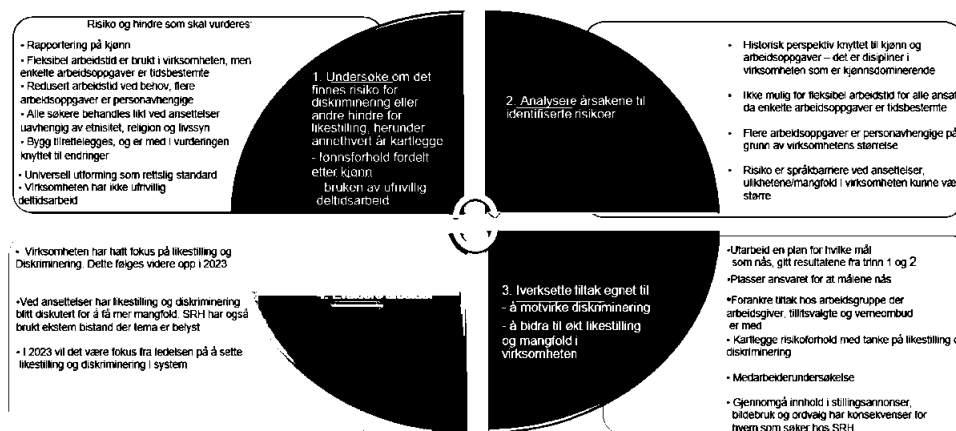 Risiko og hindre som skal vurderes:
• Rapportering på kjønn
• Fleksibel arbeidstid er brukt i virksomheten, men
enkelte arbeidsoppgaver er tidsbestemte
• Redusert arbeidstid ved behov, flere
arbeidsoppgaver er personavhengige
• Alle søkere behandles likt ved ansettelser
uavhengig av etnisitet, religion og livssyn
• Bygg tilrettelegges, og er med i vurderingen
knyttet til endringer
• Universell utforming som rettslig standard
• Virksomheten har ikke ufrivillig
deltidsarbeid
1. Undersøke om det
finnes risiko for
diskriminering eller
andre hindre for
likestilling, herunder
annethvert år kartlegge
- lønnsforhold fordelt
etter kjønn
bruken av ufrivillig
deltidsarbeid
2. Analysere årsakene til
identifiserte risikoer
• Historisk perspektiv knyttet til kjønn og
arbeidsoppgaver – det er disipliner i
virksomheten som er kjønnsdominerende
• Ikke mulig for fleksibel arbeidstid for alle ansat
da enkelte arbeidsoppgaver er tidsbestemte
• Flere arbeidsoppgaver er personavhengige på
grunn av virksomhetens størrelse
• Risiko er språkbarriere ved ansettelser,
ulikhetene/mangfold i virksomheten kunne vær
større
• Virksomheten har hatt fokus på likestilling og
Diskriminering. Dette følges videre opp i 2023
•Ved ansettelser har likestilling og diskriminering
blitt diskutert for å få mer mangfold. SRH har også
brukt ekstern bistand der tema er belyst
• I 2023 vil det være fokus fra ledelsen på å sette
likestilling og diskriminering i system
3. Iverksette tiltak egnet til
- å motvirke diskriminering
- å bidra til økt likestilling
og mangfold i
virksomheten
•Utarbeid en plan for hvilke mål
som nås, gitt resultatene fra trinn 1 og 2
•Plasser ansvaret for at målene nås
•Forankre tiltak hos arbeidsgruppe der
arbeidsgiver, tillitsvalgte og verneombud
er med
• Kartlegge risikoforhold med tanke på likestilling o
diskriminering
• Medarbeiderundersøkelse
• Gjennomgå innhold i stillingsannonser,
bildebruk og ordvalg har konsekvenser for
hvem som søker hos SRH